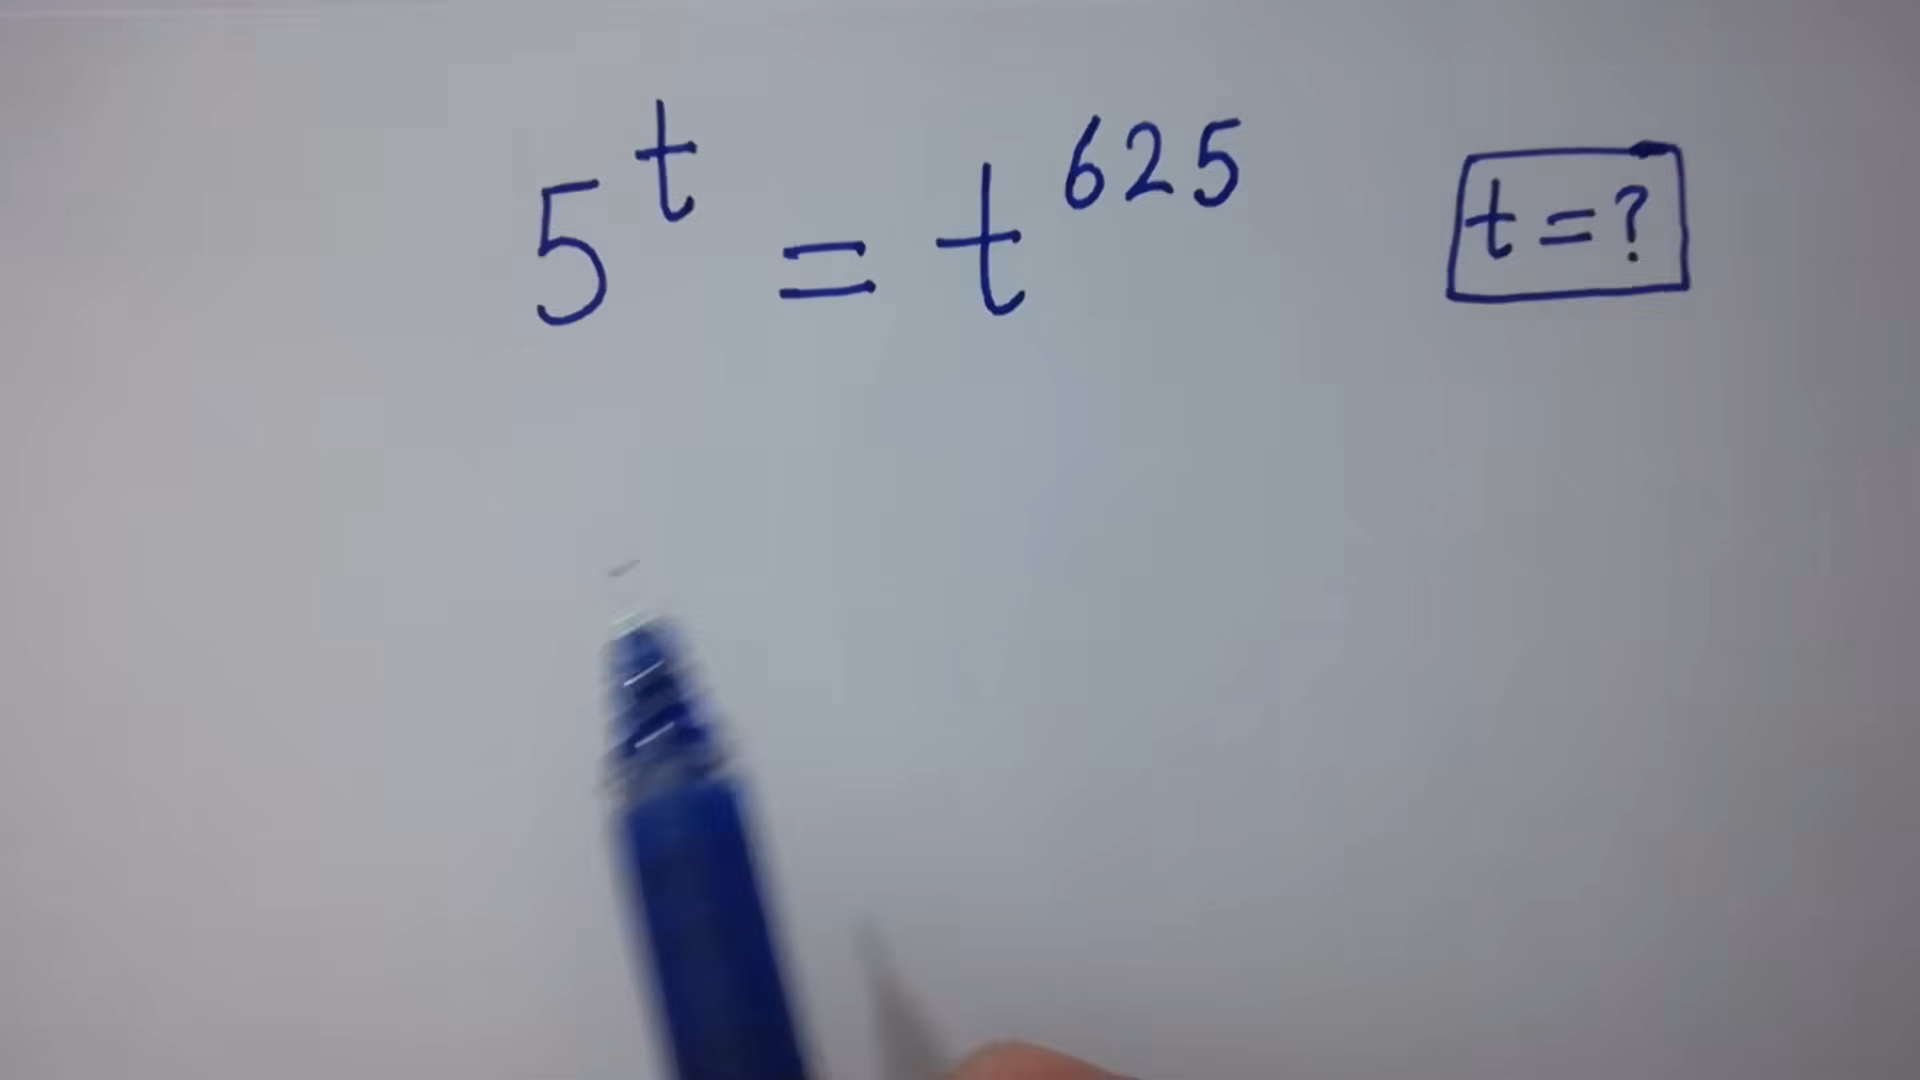 5^t = t^625
t = ?